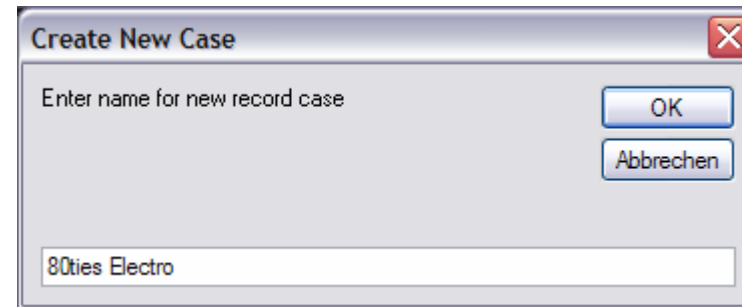 Create New Case
Enter name for new record case
OK
Abbrechen
80ties Electro